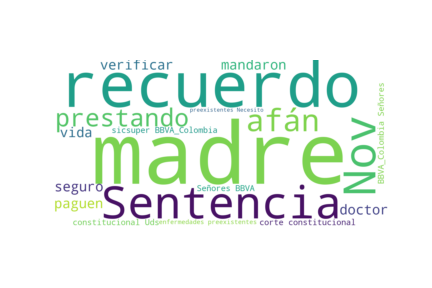 verificar mandaron
recuerdo
preexistentes Necesito
prestando afán
vida sicsuper BBVA_Colombia
madre
Nov
BBVA_Colombia Señores
seguro Señores BBVA
Sentencia
paguen doctor
constitucional Uds enfermedades preexistentes corte constitucional